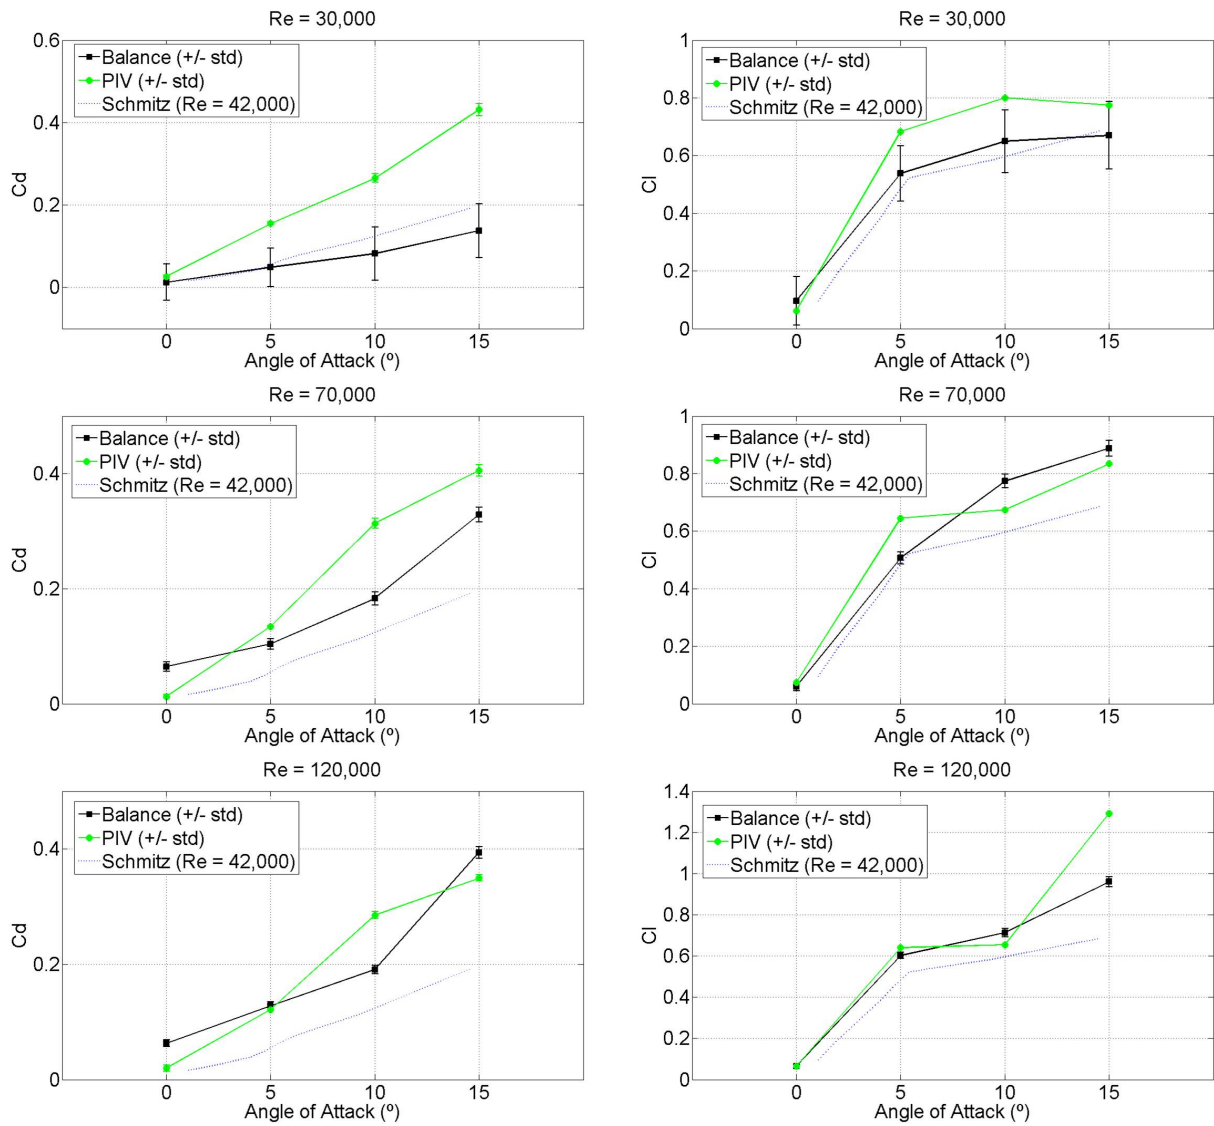 Re = 30,000
0.6
0.4
0.2
0
Cd
Balance (+/- std)
PIV (+/- std)
Schmitz (Re = 42,000)
0 5 10 15
Angle of Attack (º)
Re = 30,000
1
0.8
0.6
0.4
0.2
0
Cl
Balance (+/- std)
PIV (+/- std)
Schmitz (Re = 42,000)
0 5 10 15
Angle of Attack (º)
Re = 70,000
0.4
0.2
0
Cd
Balance (+/- std)
PIV (+/- std)
Schmitz (Re = 42,000)
0 5 10 15
Angle of Attack (º)
Re = 70,000
1
0.8
0.6
0.4
0.2
0
Cl
Balance (+/- std)
PIV (+/- std)
Schmitz (Re = 42,000)
0 5 10 15
Angle of Attack (º)
Re = 120,000
0.4
0.2
0
Cd
Balance (+/- std)
PIV (+/- std)
Schmitz (Re = 42,000)
0 5 10 15
Angle of Attack (º)
Re = 120,000
1.4
1.2
1
0.8
0.6
0.4
0.2
0
Cl
Balance (+/- std)
PIV (+/- std)
Schmitz (Re = 42,000)
0 5 10 15
Angle of Attack (º)